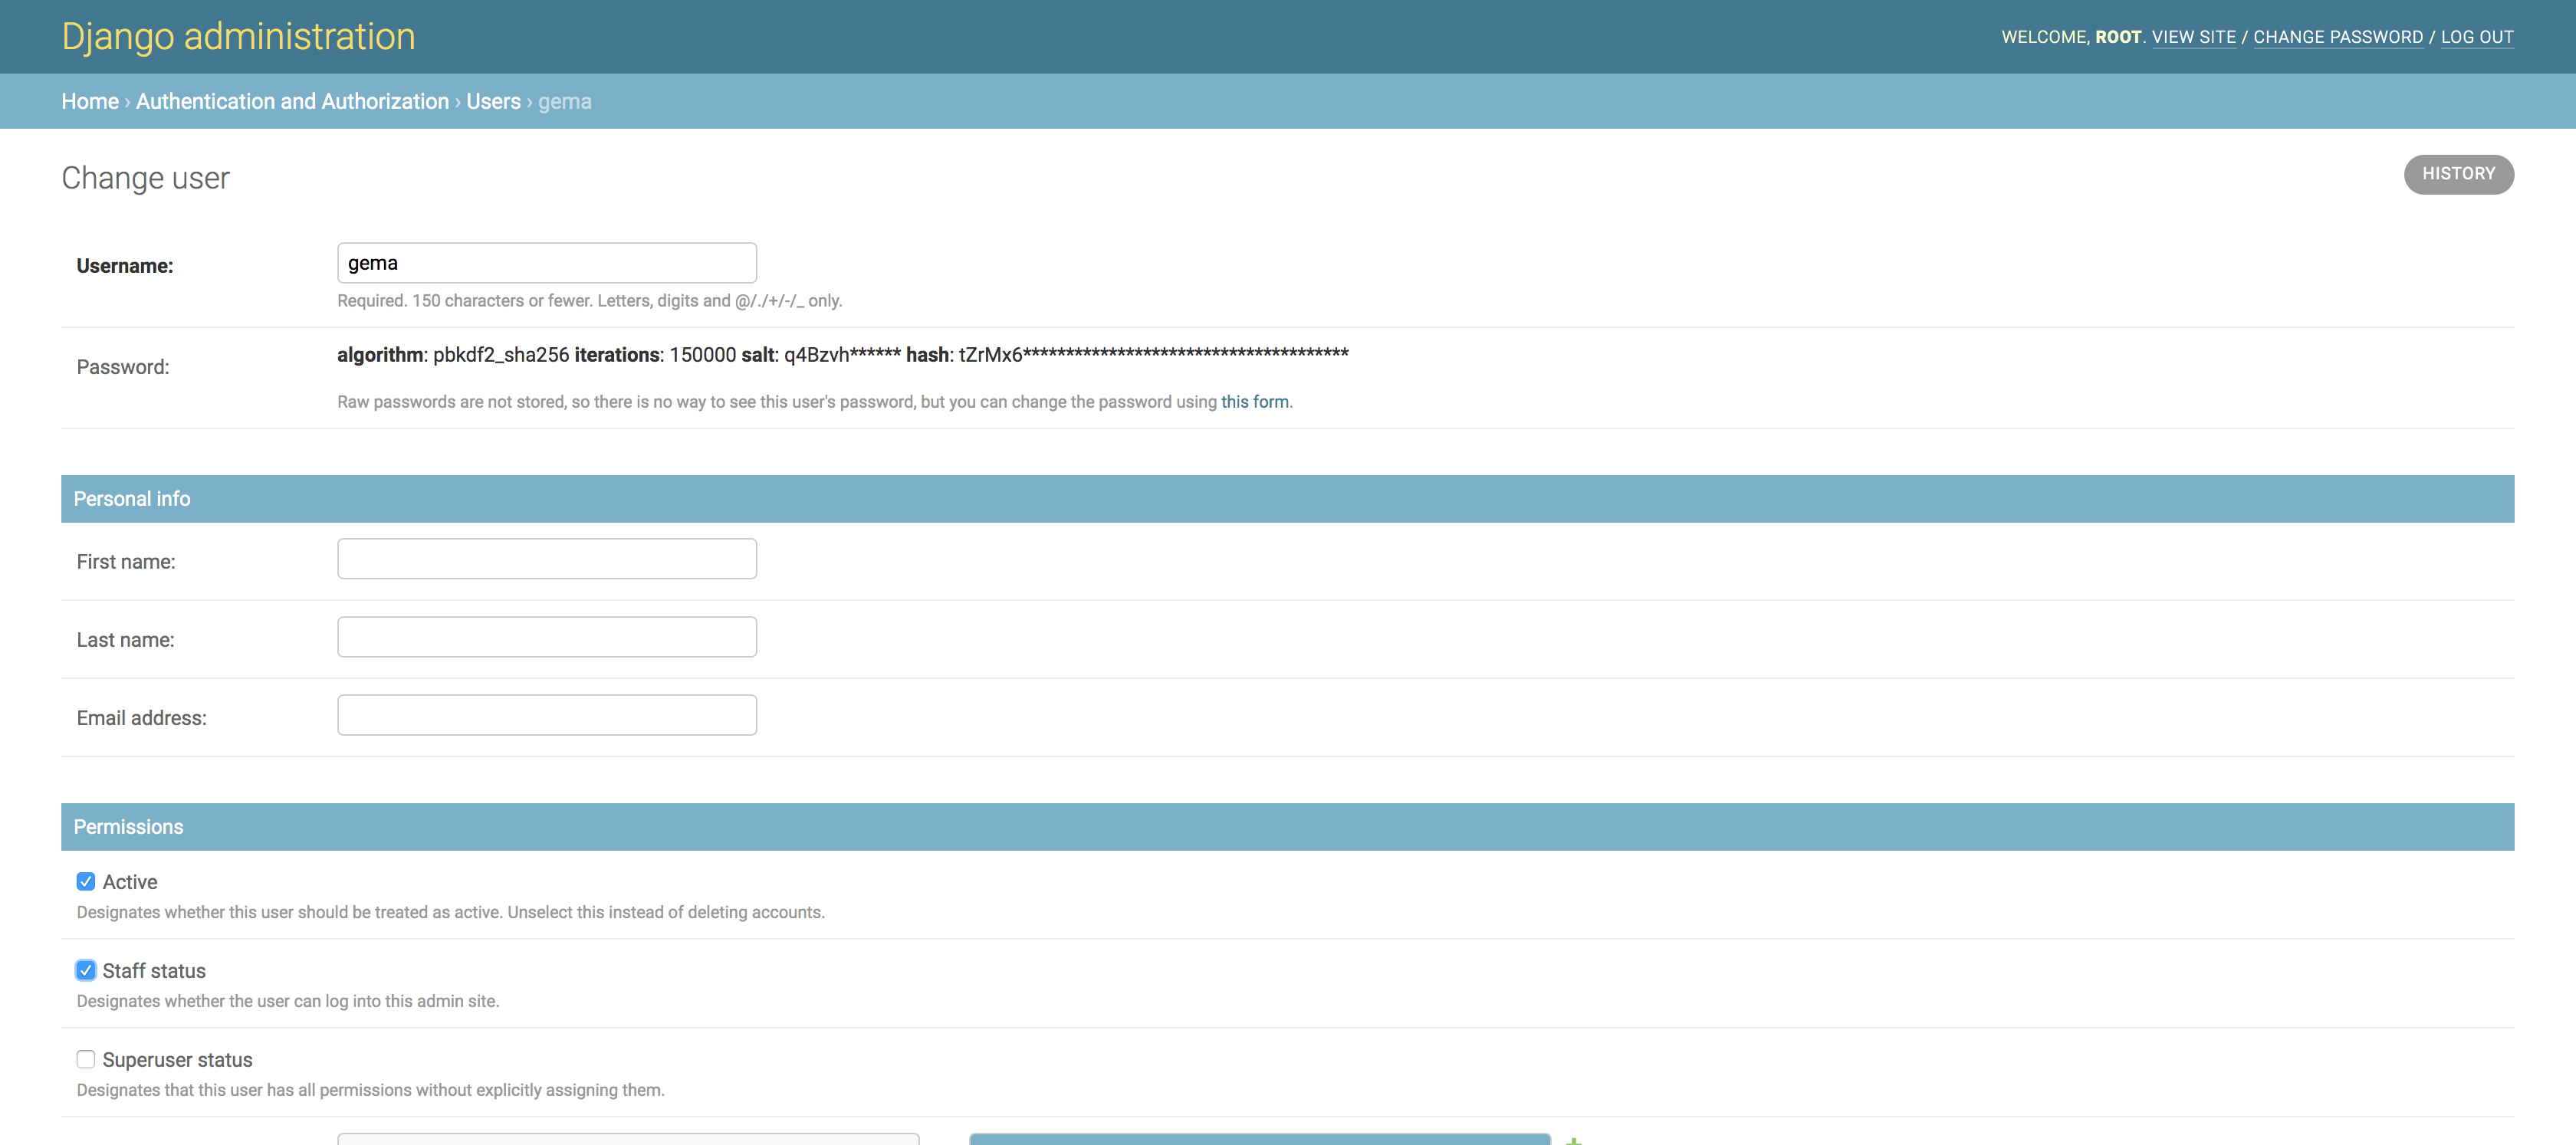 Django administration
WELCOME, ROOT. VIEW SITE / CHANGE PASSWORD / LOG OUT
Home › Authentication and Authorization › Users › gema
Change user
HISTORY
Username:
gema
Required. 150 characters or fewer. Letters, digits and @/./+/-/_ only.
Password:
algorithm: pbkdf2_sha256 iterations: 150000 salt: q4Bzvh****** hash: tZrMx6**************************************
Raw passwords are not stored, so there is no way to see this user's password, but you can change the password using this form.
Personal info
First name:
Last name:
Email address:
Permissions
Active
Designates whether this user should be treated as active. Unselect this instead of deleting accounts.
Staff status
Designates whether the user can log into this admin site.
Superuser status
Designates that this user has all permissions without explicitly assigning them.